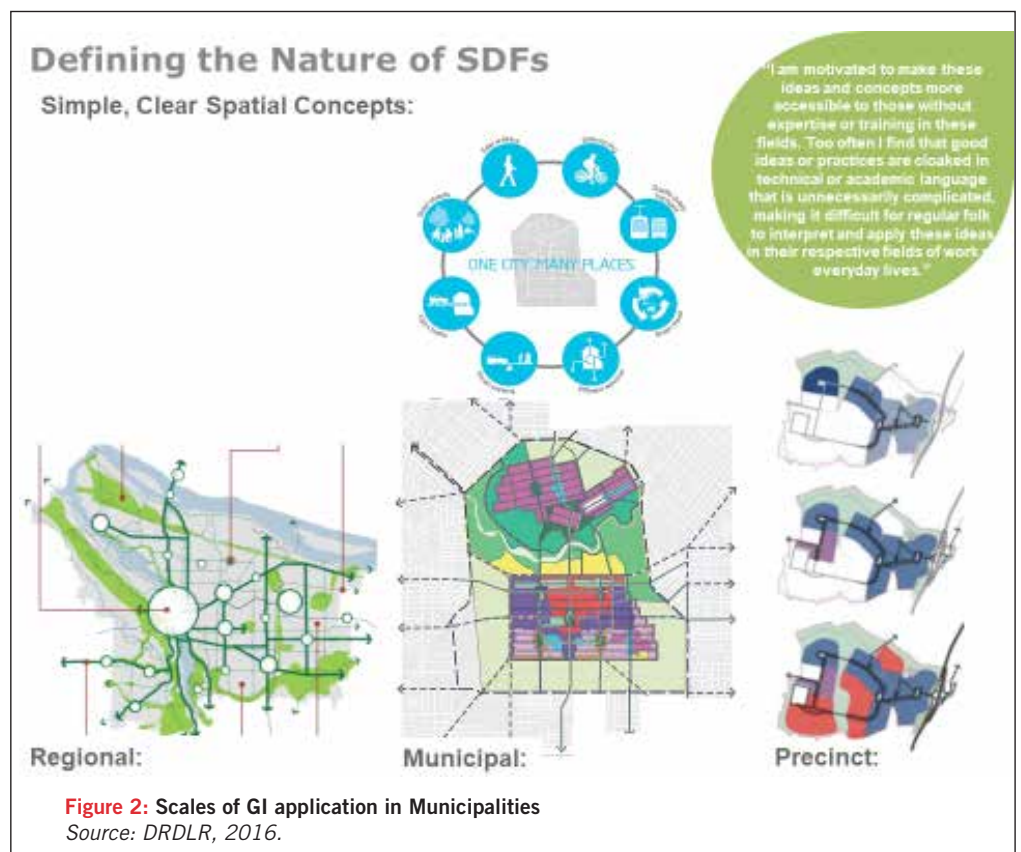 Defining the Nature of SDFs
Simple, Clear Spatial Concepts:
"I am motivated to make these
ideas and concepts more
accessible to those without
expertise or training in these
fields. Too often I find that good
ideas or practices are cloaked in
technical or academic language
that is unnecessarily complicated,
making it difficult for regular folk
to interpret and apply these ideas
in their respective fields of work
everyday lives."
ONE CITY MANY PLACES
Regional:
Municipal:
Precinct:
Figure 2: Scales of GI application in Municipalities
Source: DRDLR, 2016.